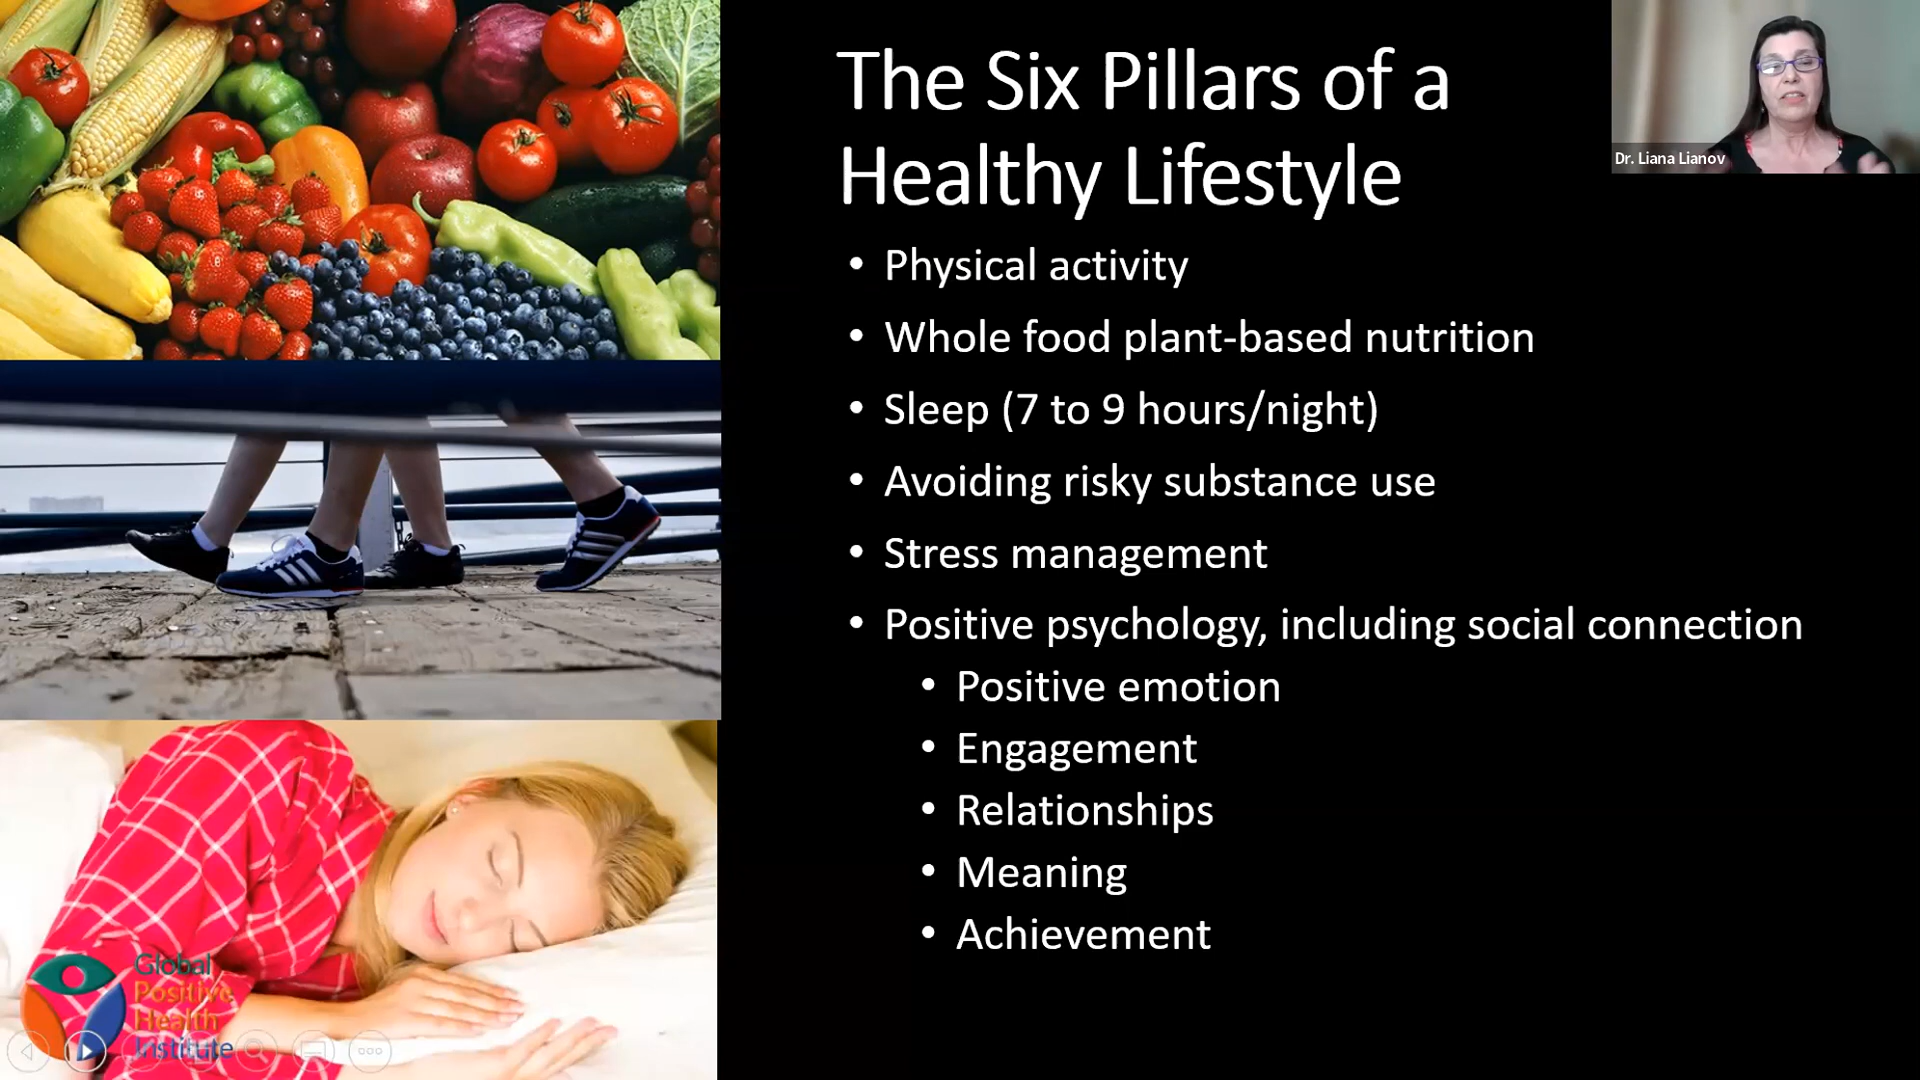 The Six Pillars of a
Healthy Lifestyle
• Physical activity
• Whole food plant-based nutrition
• Sleep (7 to 9 hours/night)
• Avoiding risky substance use
• Stress management
• Positive psychology, including social connection
• Positive emotion
• Engagement
• Relationships
• Meaning
• Achievement
Dr. Liana Lianov
Global
Positive
Health
Institute